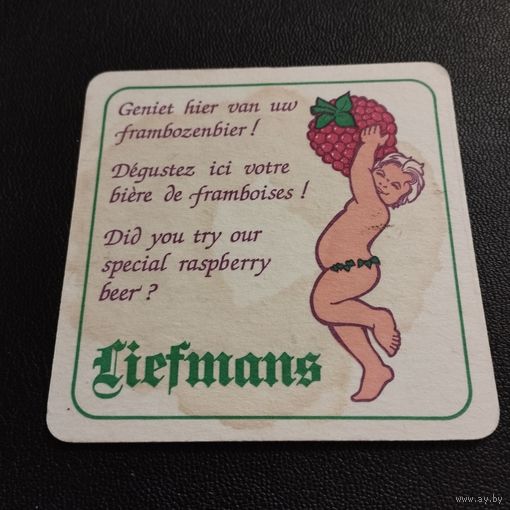 Geniet hier van uw
frambozenbier !
Dégustez ici votre
bière de framboises !
Did you try our
special raspberry
beer ?
Liefmans
www.ay.by